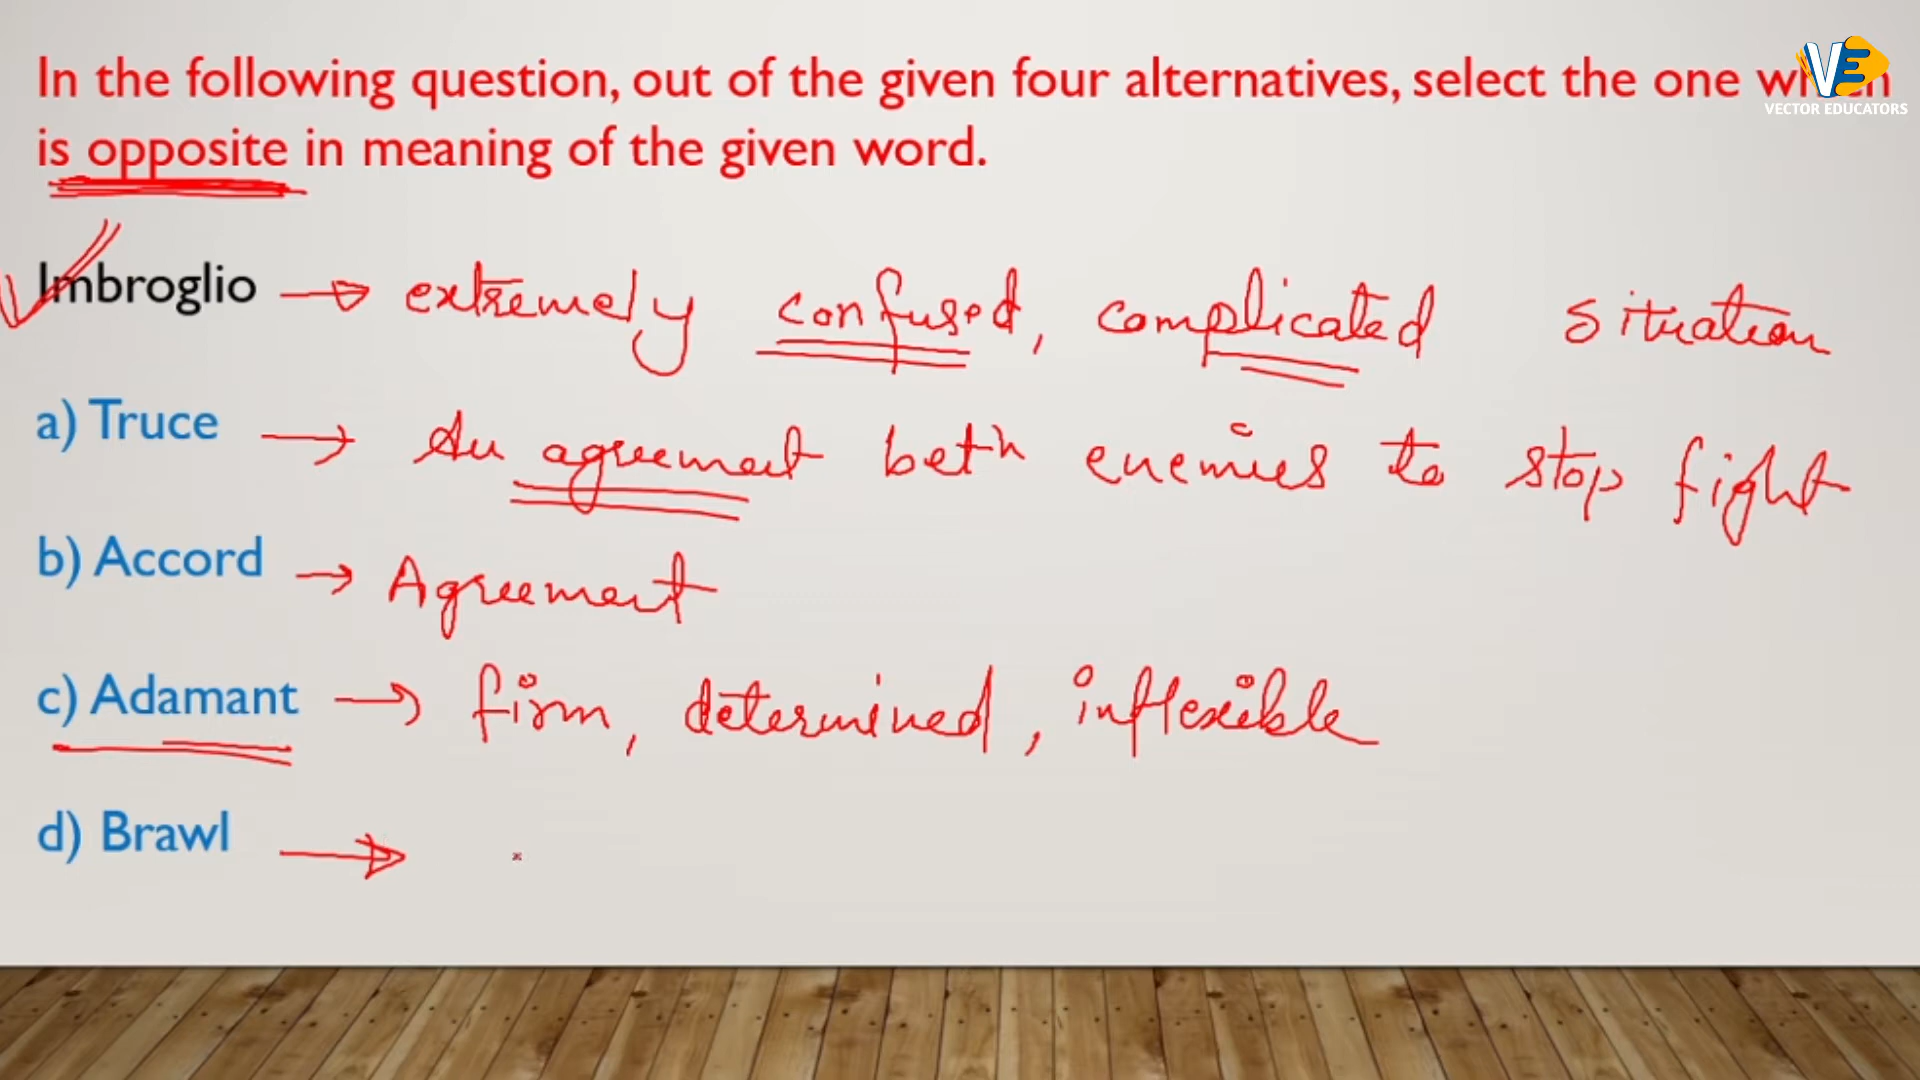 In the following question, out of the given four alternatives, select the one which
VE
VECTOR EDUCATORS
is opposite in meaning of the given word.
Imbroglio → extremely confused, complicated situation
a) Truce → An agreement betn enemies to stop fight
b) Accord → Agreement
c) Adamant → firm, determined, inflexible
d) Brawl →